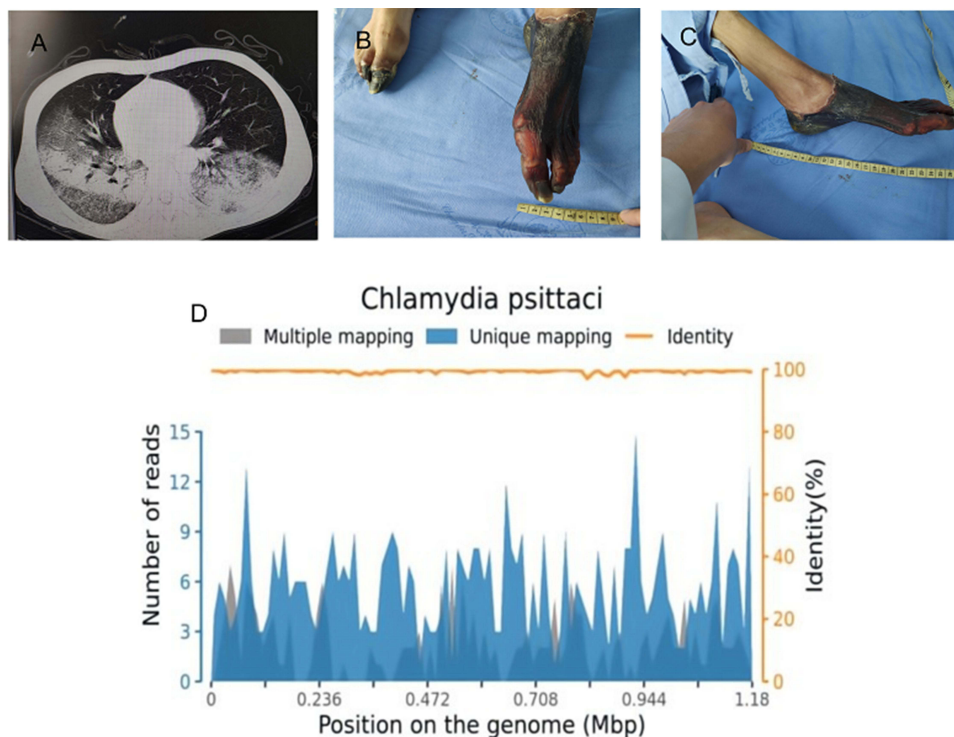 A
B
C
D
Chlamydia psittaci
Multiple mapping Unique mapping Identity
Number of reads
15
12
9
6
3
0
100
80
60
40
20
0
Identity(%)
0 0.236 0.472 0.708 0.944 1.18
Position on the genome (Mbp)